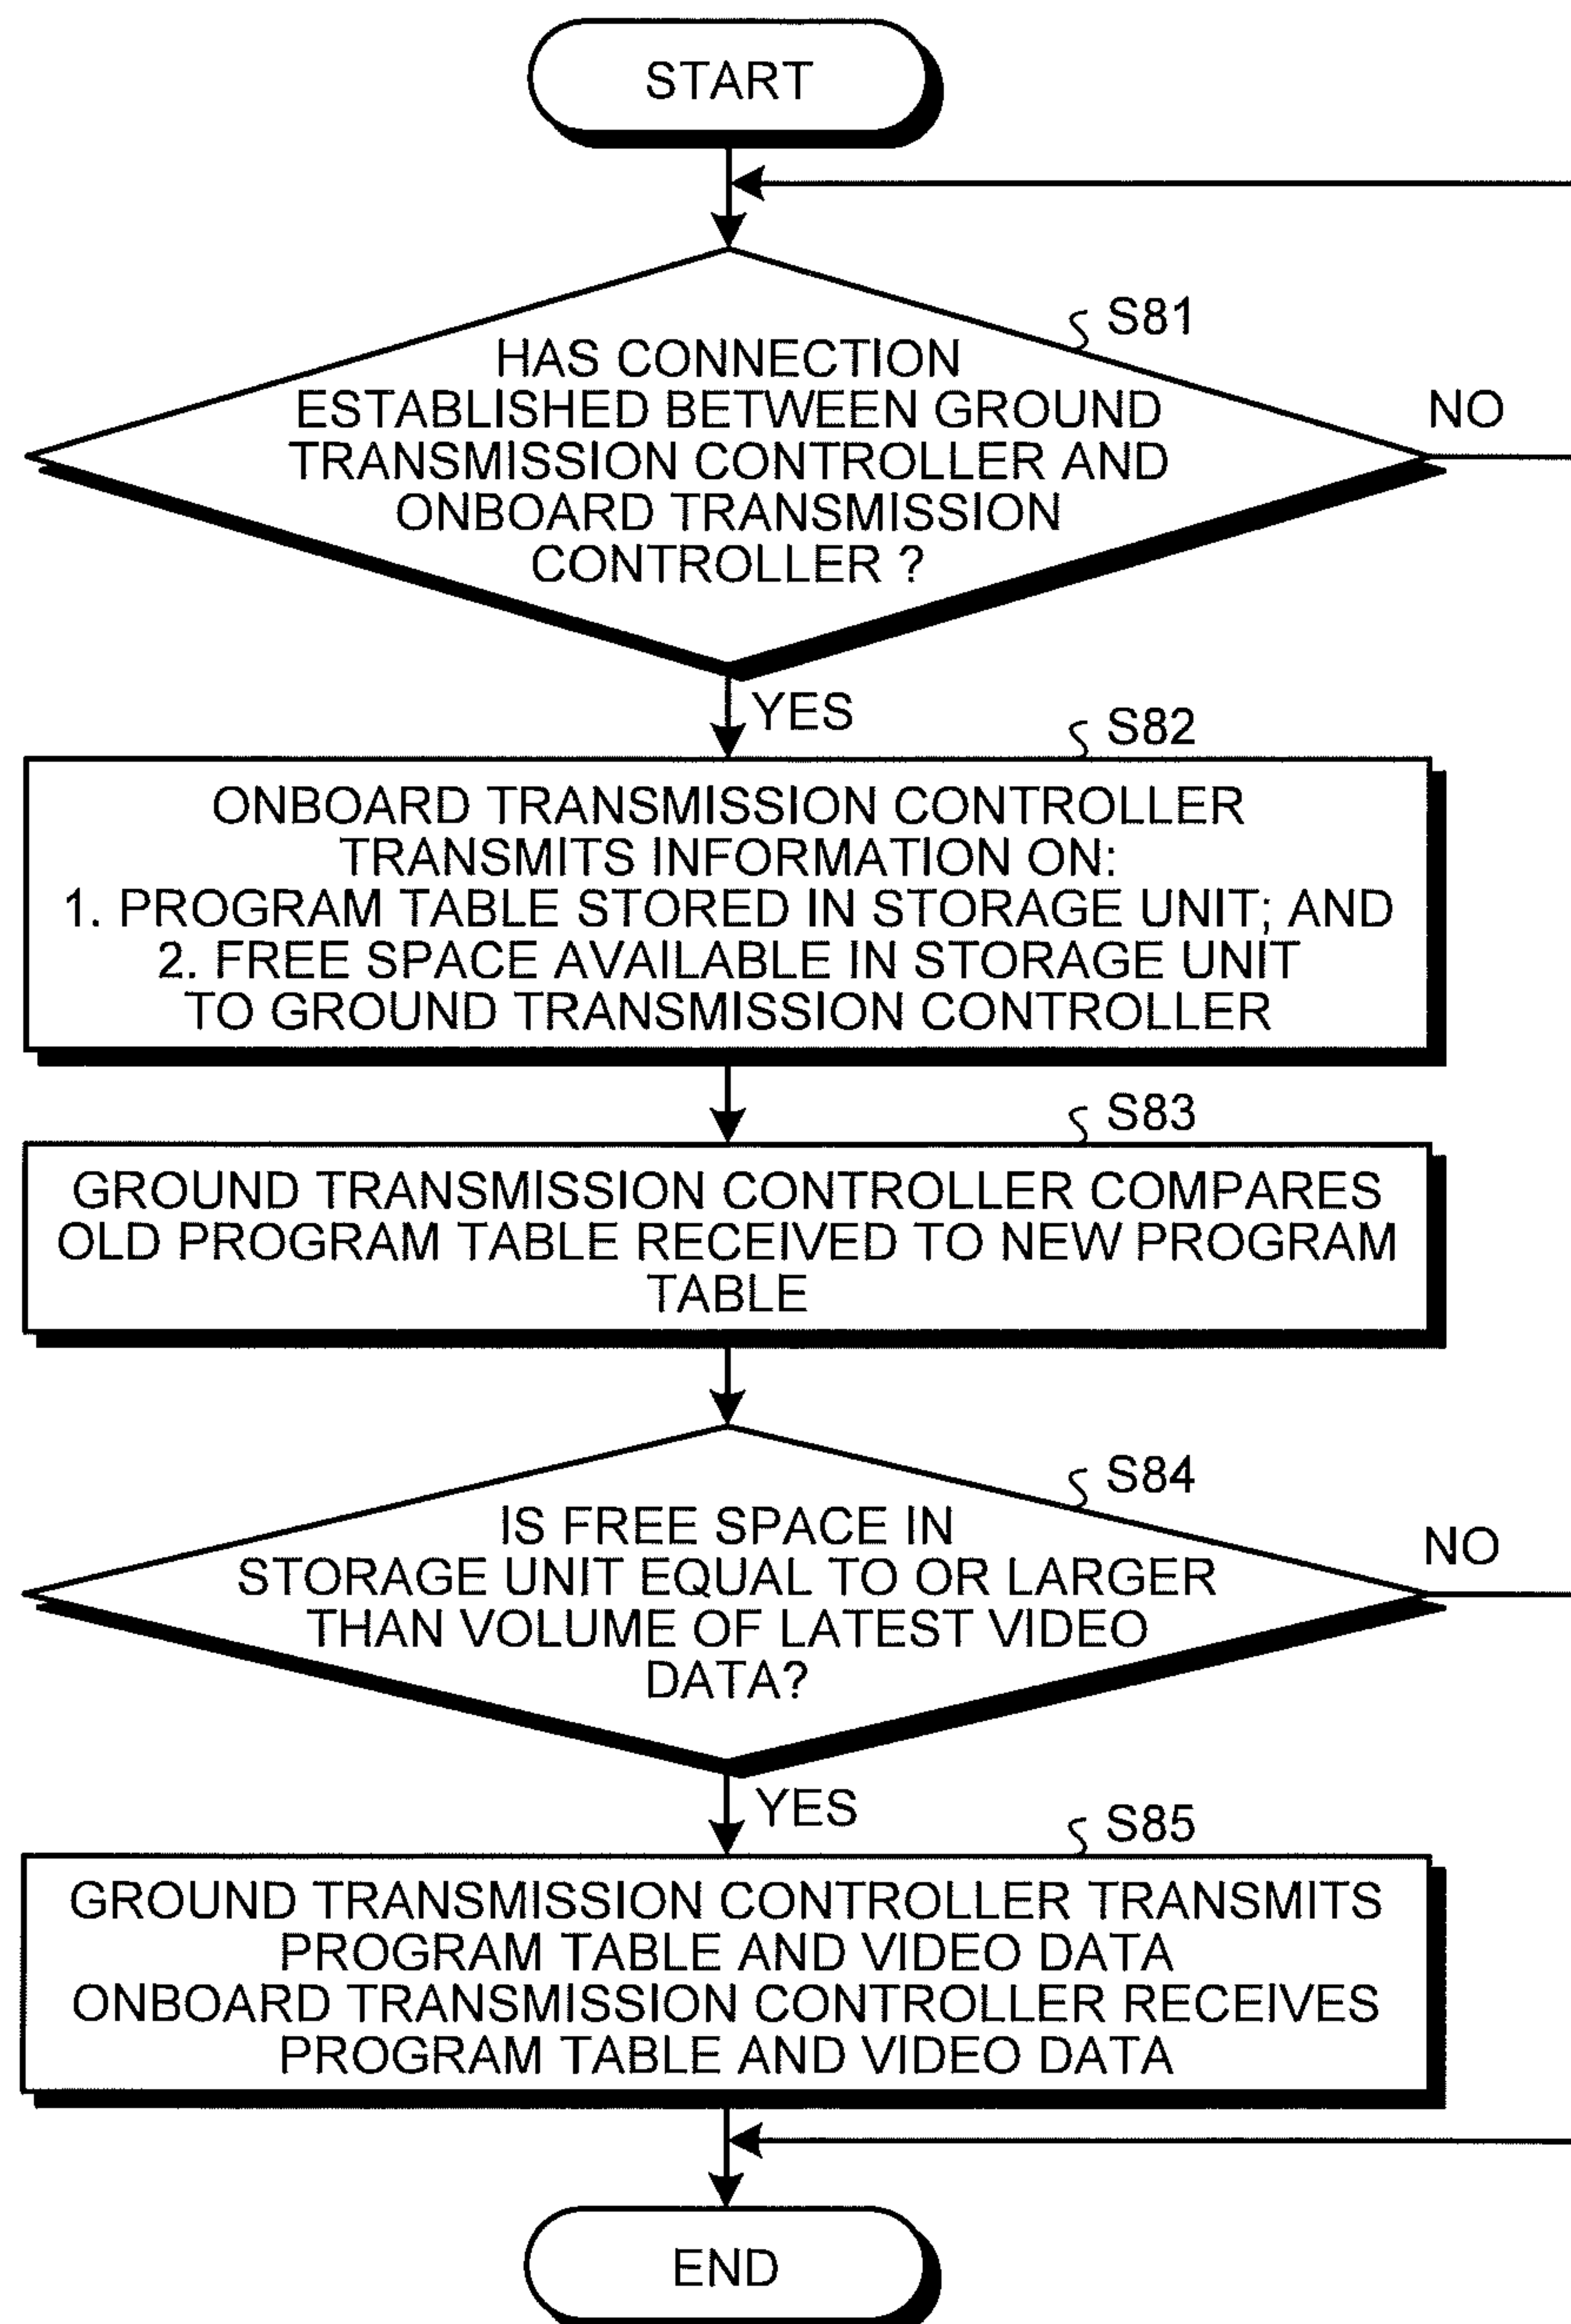 START
S81
HAS CONNECTION
ESTABLISHED BETWEEN GROUND
TRANSMISSION CONTROLLER AND
ONBOARD TRANSMISSION
CONTROLLER ?
NO
YES
S82
ONBOARD TRANSMISSION CONTROLLER
TRANSMITS INFORMATION ON:
1. PROGRAM TABLE STORED IN STORAGE UNIT; AND
2. FREE SPACE AVAILABLE IN STORAGE UNIT
TO GROUND TRANSMISSION CONTROLLER
S83
GROUND TRANSMISSION CONTROLLER COMPARES
OLD PROGRAM TABLE RECEIVED TO NEW PROGRAM
TABLE
S84
IS FREE SPACE IN
STORAGE UNIT EQUAL TO OR LARGER
THAN VOLUME OF LATEST VIDEO
DATA?
NO
YES
S85
GROUND TRANSMISSION CONTROLLER TRANSMITS
PROGRAM TABLE AND VIDEO DATA
ONBOARD TRANSMISSION CONTROLLER RECEIVES
PROGRAM TABLE AND VIDEO DATA
END